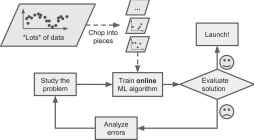 ...
Launch!
"Lots" of data
Chop into
pieces
Study the
problem
Train online
ML algorithm
Evaluate
solution
Analyze
errors